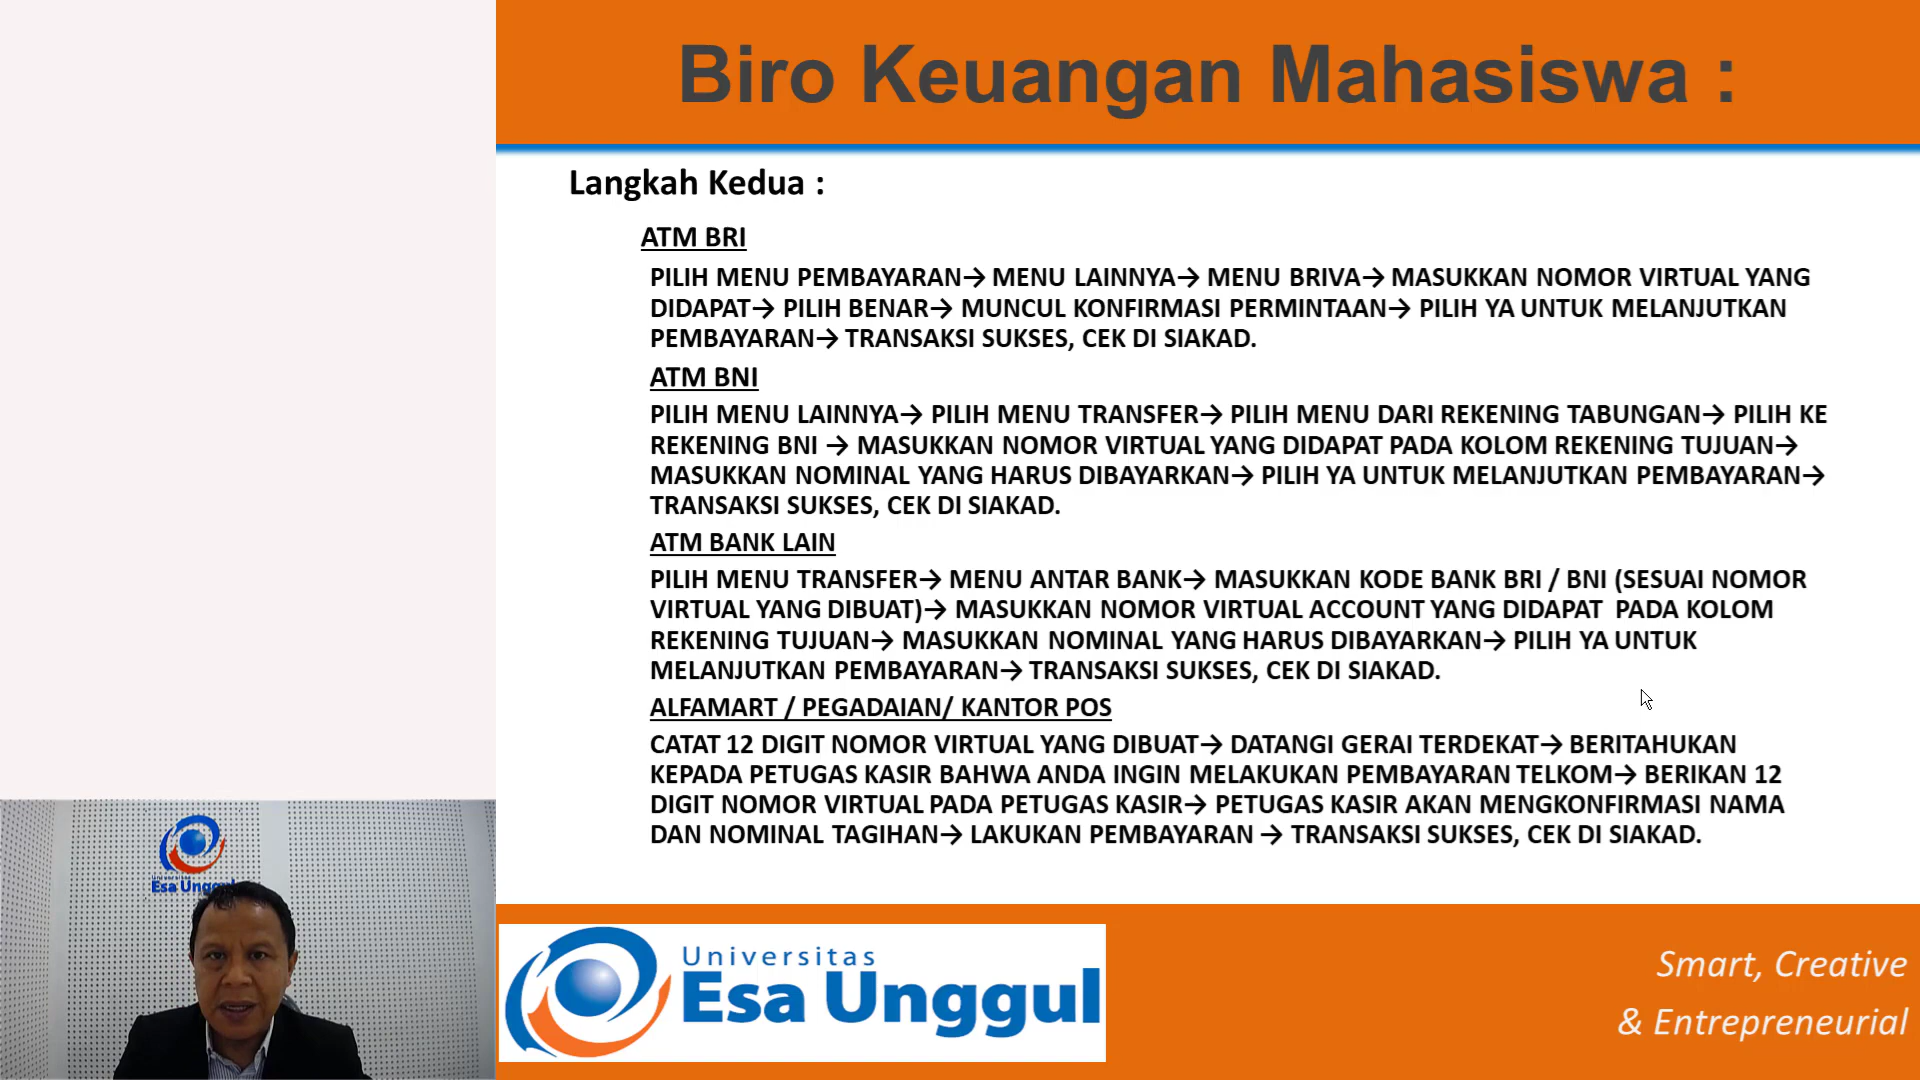 Biro Keuangan Mahasiswa :
Langkah Kedua :
ATM BRI
PILIH MENU PEMBAYARAN→ MENU LAINNYA→ MENU BRIVA→ MASUKKAN NOMOR VIRTUAL YANG
DIDAPAT→ PILIH BENAR→ MUNCUL KONFIRMASI PERMINTAAN→ PILIH YA UNTUK MELANJUTKAN
PEMBAYARAN→ TRANSAKSI SUKSES, CEK DI SIAKAD.
ATM BNI
PILIH MENU LAINNYA→ PILIH MENU TRANSFER→ PILIH MENU DARI REKENING TABUNGAN→ PILIH KE
REKENING BNI → MASUKKAN NOMOR VIRTUAL YANG DIDAPAT PADA KOLOM REKENING TUJUAN→
MASUKKAN NOMINAL YANG HARUS DIBAYARKAN→ PILIH YA UNTUK MELANJUTKAN PEMBAYARAN→
TRANSAKSI SUKSES, CEK DI SIAKAD.
ATM BANK LAIN
PILIH MENU TRANSFER→ MENU ANTAR BANK→ MASUKKAN KODE BANK BRI / BNI (SESUAI NOMOR
VIRTUAL YANG DIBUAT)→ MASUKKAN NOMOR VIRTUAL ACCOUNT YANG DIDAPAT PADA KOLOM
REKENING TUJUAN→ MASUKKAN NOMINAL YANG HARUS DIBAYARKAN→ PILIH YA UNTUK
MELANJUTKAN PEMBAYARAN→ TRANSAKSI SUKSES, CEK DI SIAKAD.
ALFAMART / PEGADAIAN/ KANTOR POS
CATAT 12 DIGIT NOMOR VIRTUAL YANG DIBUAT→ DATANGI GERAI TERDEKAT→ BERITAHUKAN
KEPADA PETUGAS KASIR BAHWA ANDA INGIN MELAKUKAN PEMBAYARAN TELKOM→ BERIKAN 12
DIGIT NOMOR VIRTUAL PADA PETUGAS KASIR→ PETUGAS KASIR AKAN MENGKONFIRMASI NAMA
DAN NOMINAL TAGIHAN→ LAKUKAN PEMBAYARAN → TRANSAKSI SUKSES, CEK DI SIAKAD.
Esa
Universitas
Esa Unggul
Smart, Creative
& Entrepreneurial